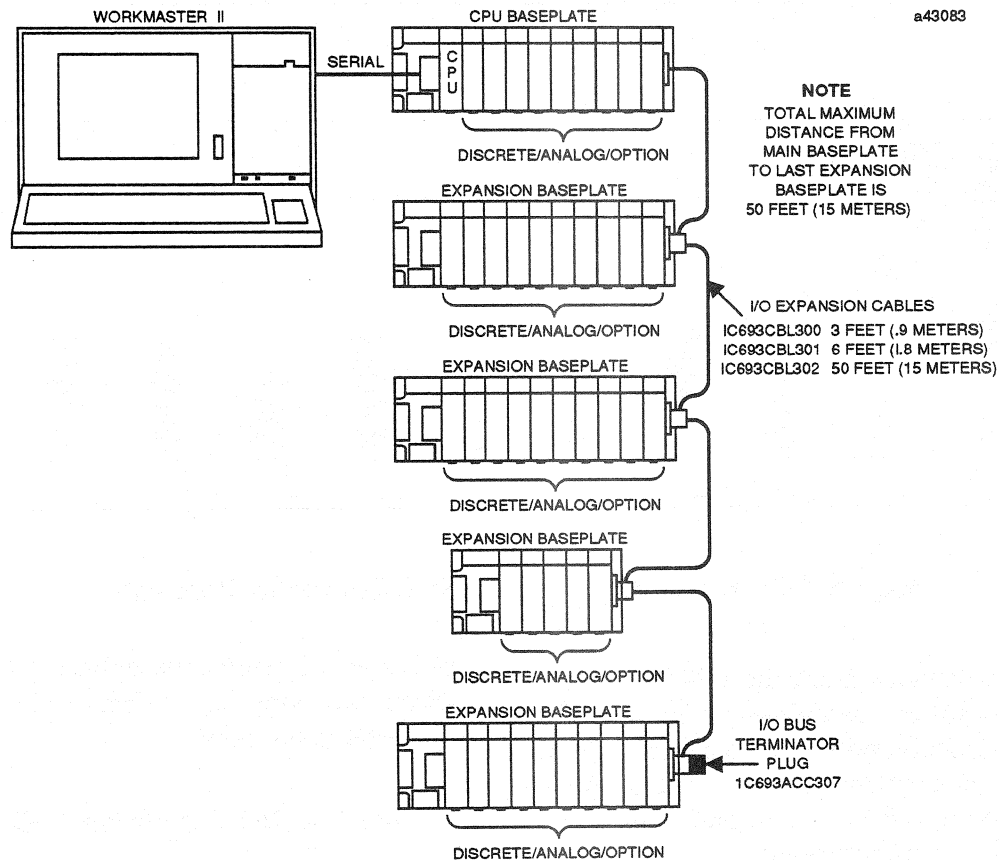 WORKMASTER II
CPU BASEPLATE
a43083
SERIAL
C
P
U
DISCRETE/ANALOG/OPTION
NOTE
TOTAL MAXIMUM
DISTANCE FROM
MAIN BASEPLATE
TO LAST EXPANSION
BASEPLATE IS
50 FEET (15 METERS)
EXPANSION BASEPLATE
DISCRETE/ANALOG/OPTION
I/O EXPANSION CABLES
IC693CBL300 3 FEET (.9 METERS)
IC693CBL301 6 FEET (I.8 METERS)
IC693CBL302 50 FEET (15 METERS)
EXPANSION BASEPLATE
DISCRETE/ANALOG/OPTION
EXPANSION BASEPLATE
DISCRETE/ANALOG/OPTION
EXPANSION BASEPLATE
I/O BUS
TERMINATOR
PLUG
1C693ACC307
DISCRETE/ANALOG/OPTION